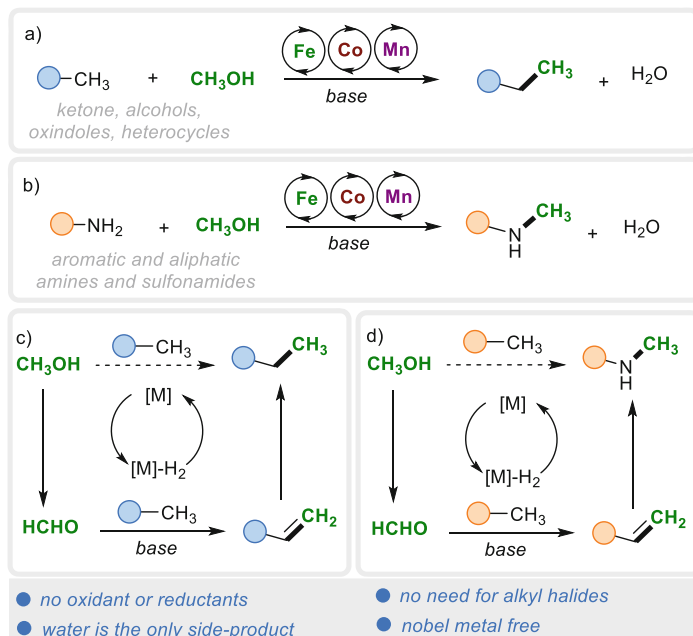 a)
Fe Co Mn
CH₃ + CH₃OH base CH₃ + H₂O
ketone, alcohols,
oxindoles, heterocycles
b)
Fe Co Mn
NH₂ + CH₃OH base N H CH₃ + H₂O
aromatic and aliphatic
amines and sulfonamides
c)
CH₃OH CH₃ CH₃
[M]
[M]-H₂
HCHO CH₃ base CH₂
d)
CH₃OH CH₃ N H CH₃
[M]
[M]-H₂
HCHO CH₃ base CH₂
no oxidant or reductants
water is the only side-product
no need for alkyl halides
nobel metal free